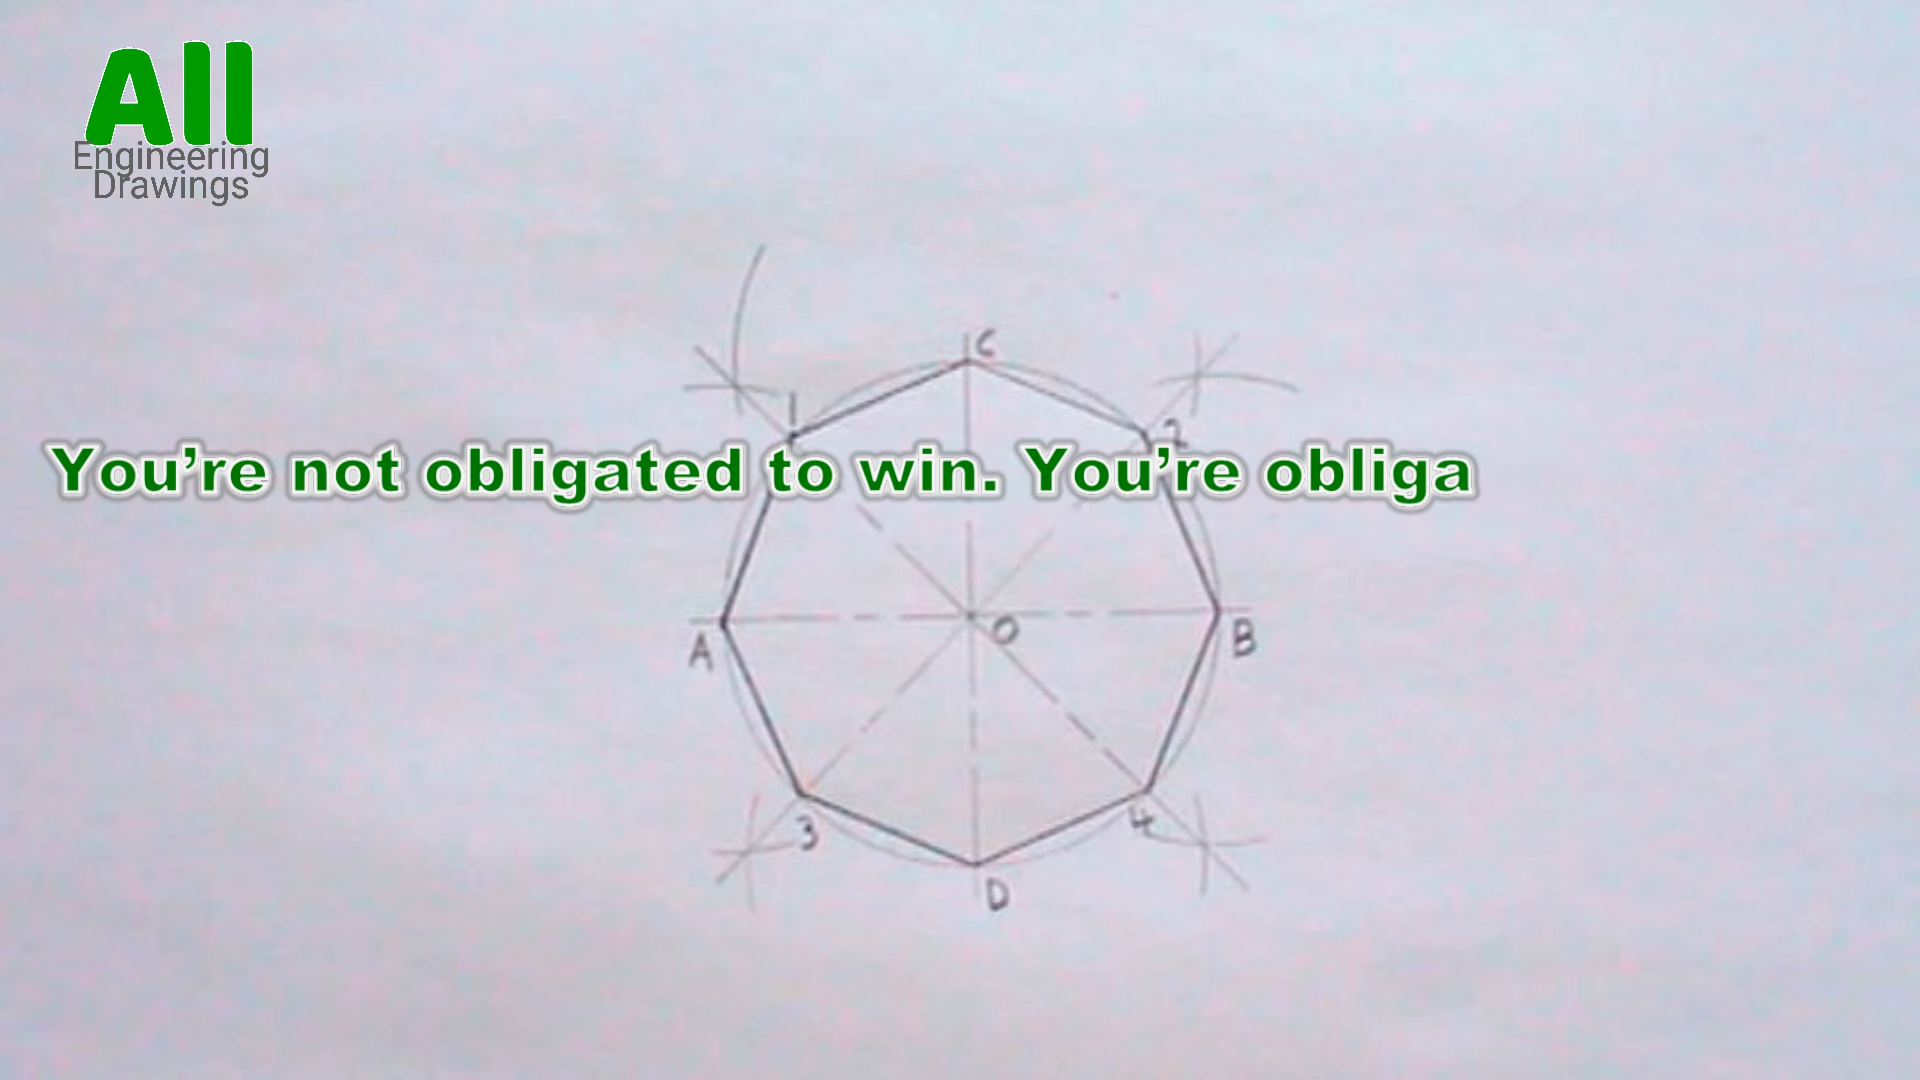 All
Engineering
Drawings
C
1
2
You’re not obligated to win. You’re obliga
A
O
B
3
4
D